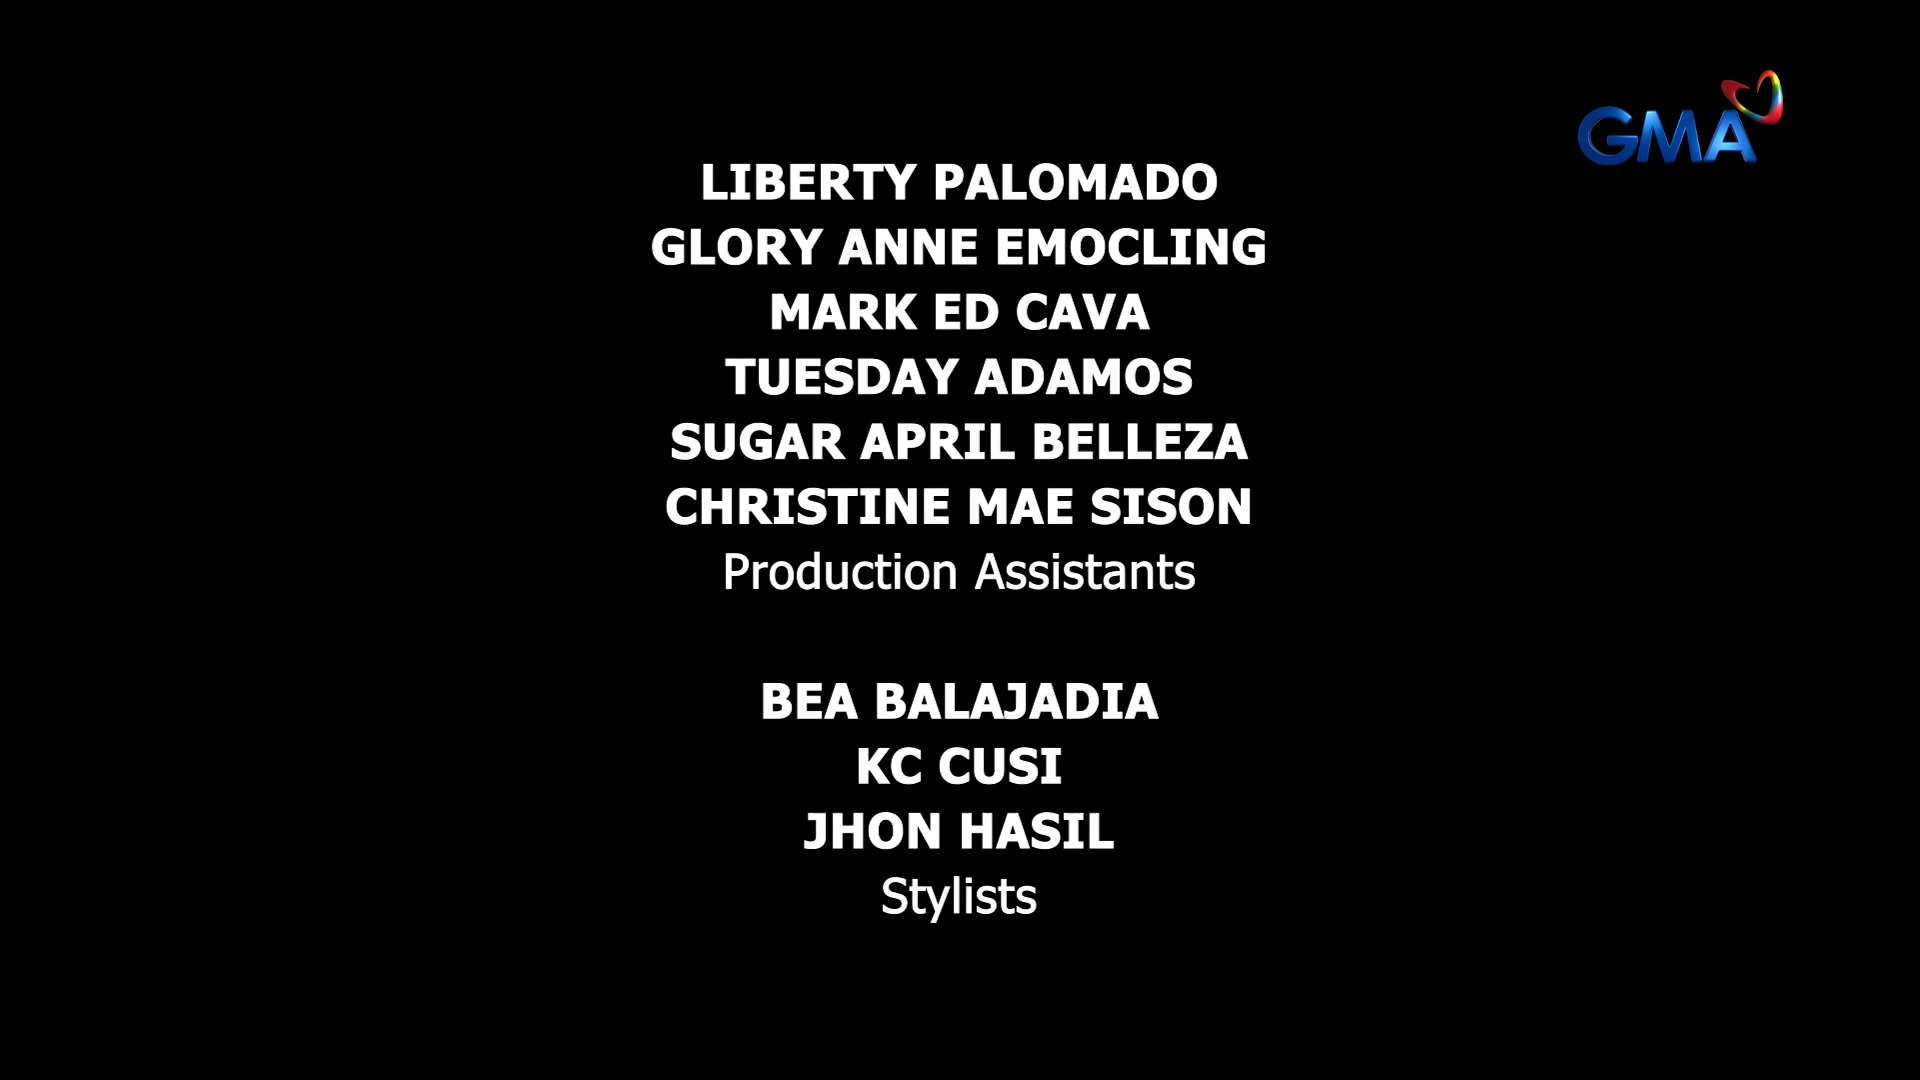 GMA
LIBERTY PALOMADO
GLORY ANNE EMOCLING
MARK ED CAVA
TUESDAY ADAMOS
SUGAR APRIL BELLEZA
CHRISTINE MAE SISON
Production Assistants
BEA BALAJADIA
KC CUSI
JHON HASIL
Stylists